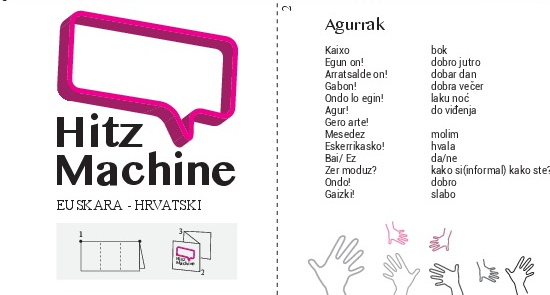 Hitz
Machine
EUSKARA - HRVATSKI
1
3
Hitz
Machine
2
2
Agurrak
Kaixo bok
Egun on! dobro jutro
Arratsalde on! dobar dan
Gabon! dobra večer
Ondo lo egin! laku noć
Agur! do viđenja
Gero arte!
Mesedez molim
Eskerrikasko! hvala
Bai/ Ez da/ne
Zer moduz? kako si(informal) kako ste?
Ondo! dobro
Gaizki! slabo